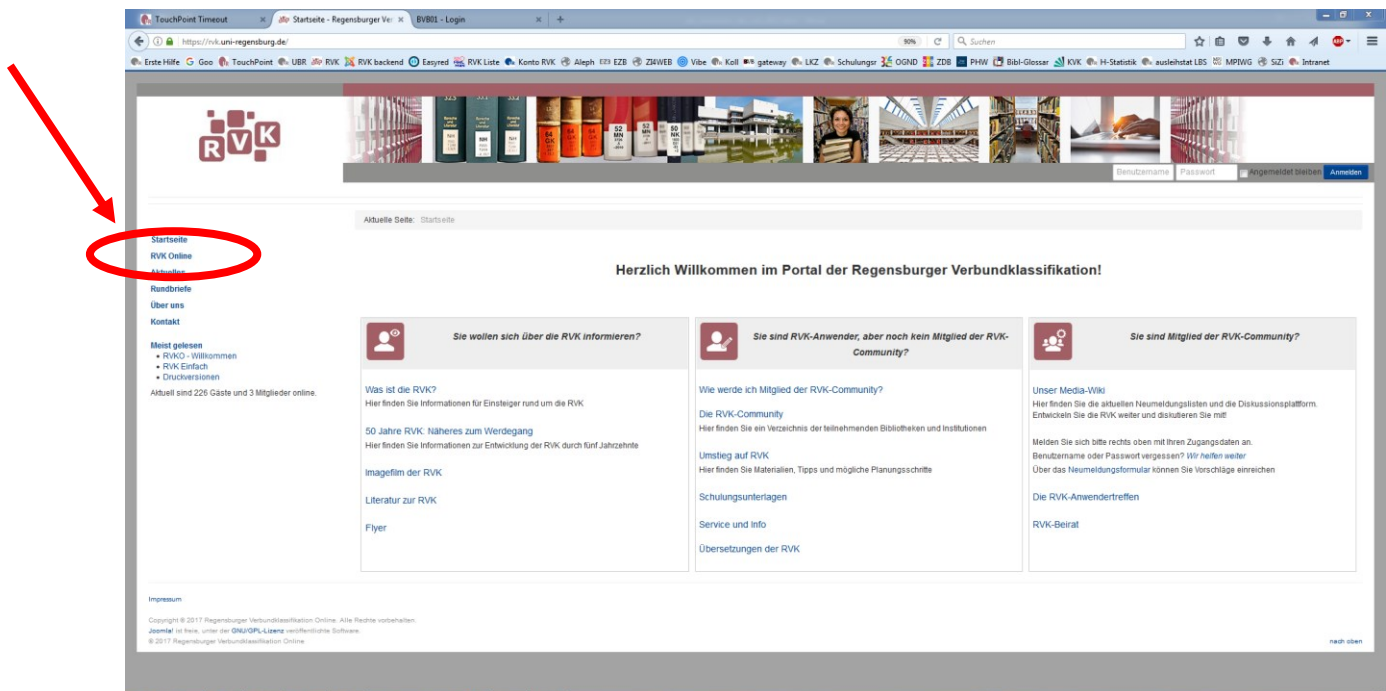 TouchPoint Timeout
Startseite - Regensburger Ver
BVB01 - Login
https://rvk.uni-regensburg.de/
90%
Suchen
Erste Hilfe Goo TouchPoint UBR RVK RVK backend Easyred RVK Liste Konto RVK Aleph EZB EZB ZI4WEB Vibe Koll gateway LKZ Schulungsr OGND ZDB PHW Bibl-Glossar KVK H-Statistik ausleihstat LBS MPIWG SiZi Intranet
RVK
Benutzername Passwort Angemeldet bleiben Anmelden
Aktuelle Seite: Startseite
Startseite
RVK Online
Aktuelles
Rundbriefe
Über uns
Kontakt
Meist gelesen
RVKO - Willkommen
RVK Einfach
Druckversionen
Aktuell sind 226 Gäste und 3 Mitglieder online.
Herzlich Willkommen im Portal der Regensburger Verbundklassifikation!
Sie wollen sich über die RVK informieren?
Was ist die RVK?
Hier finden Sie Informationen für Einsteiger rund um die RVK
50 Jahre RVK: Näheres zum Werdegang
Hier finden Sie Informationen zur Entwicklung der RVK durch fünf Jahrzehnte
Imagefilm der RVK
Literatur zur RVK
Flyer
Sie sind RVK-Anwender, aber noch kein Mitglied der RVK-
Community?
Wie werde ich Mitglied der RVK-Community?
Die RVK-Community
Hier finden Sie ein Verzeichnis der teilnehmenden Bibliotheken und Institutionen
Umstieg auf RVK
Hier finden Sie Materialien, Tipps und mögliche Planungsschritte
Schulungsunterlagen
Service und Info
Übersetzungen der RVK
Sie sind Mitglied der RVK-Community?
Unser Media-Wiki
Hier finden Sie die aktuellen Neumeldungslisten und die Diskussionsplattform.
Entwickeln Sie die RVK weiter und diskutieren Sie mit!
Melden Sie sich bitte rechts oben mit Ihren Zugangsdaten an.
Benutzername oder Passwort vergessen? Wir helfen weiter
Über das Neumeldungsformular können Sie Vorschläge einreichen
Die RVK-Anwendertreffen
RVK-Beirat
Impressum
Copyright © 2017 Regensburger Verbundklassifikation Online. Alle Rechte vorbehalten.
Joomla! ist freie, unter der GNU/GPL-Lizenz veröffentlichte Software.
© 2017 Regensburger Verbundklassifikation Online
nach oben